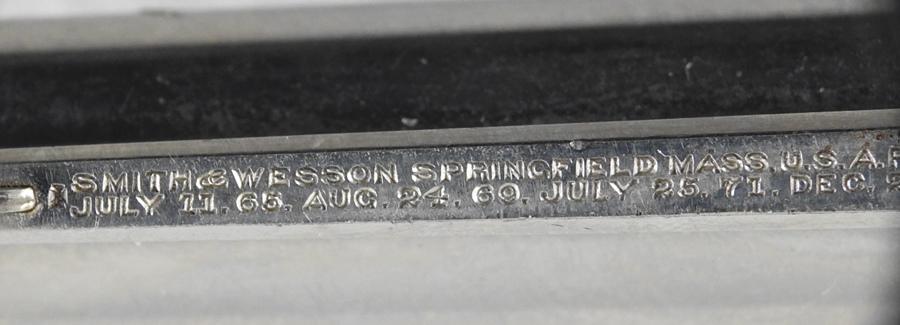 SMITH & WESSON SPRINGFIELD MASS. U.S.A.
JULY 11. 65. AUG. 24. 69. JULY 25. 71. DEC.